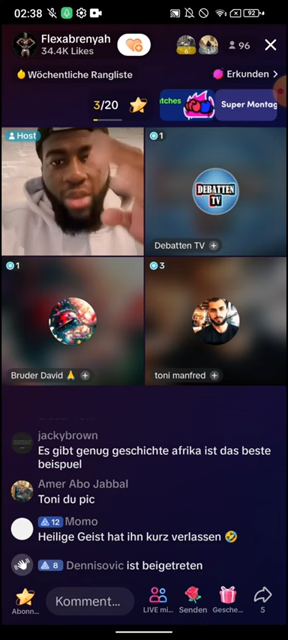 02:38
92
Flexabrenyah
34.4K Likes
96
Wöchentliche Rangliste
Erkunden >
3/20
tches
Super Montag
Host
1
DEBATTEN
TV
Debatten TV +
1
3
Bruder David 🙏 +
toni manfred +
jackybrown
Es gibt genug geschichte afrika ist das beste
beispuel
Amer Abo Jabbal
Toni du pic
12 Momo
Heilige Geist hat ihn kurz verlassen 🤣
8 Dennisovic ist beigetreten
Abonn...
Komment...
LIVE mi...
Senden
Gesche...
5